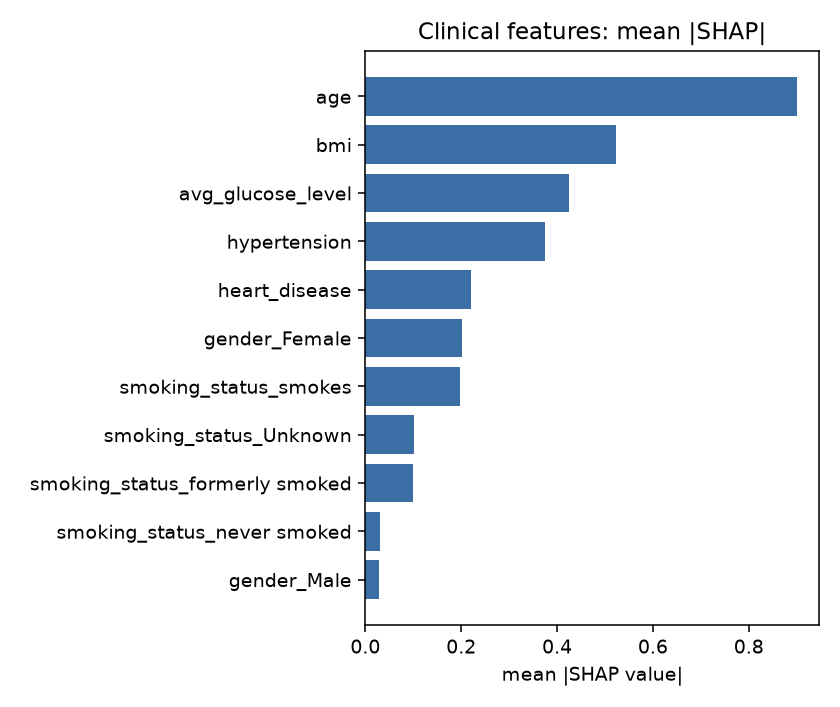 Clinical features: mean |SHAP|
age
bmi
avg_glucose_level
hypertension
heart_disease
gender_Female
smoking_status_smokes
smoking_status_Unknown
smoking_status_formerly smoked
smoking_status_never smoked
gender_Male
0.0 0.2 0.4 0.6 0.8
mean |SHAP value|